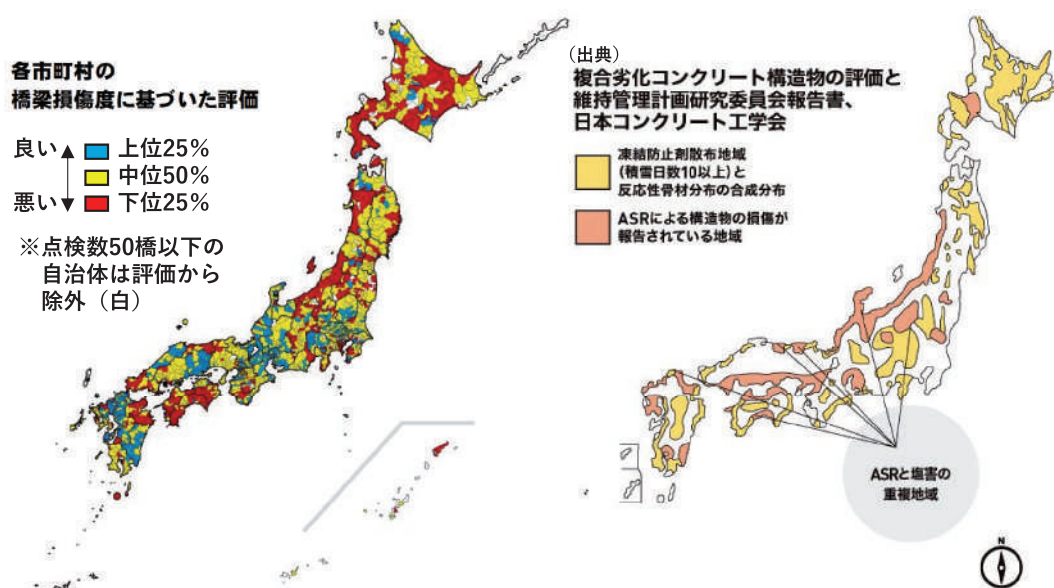 各市町村の
橋梁損傷度に基づいた評価
良い
上位25%
中位50%
悪い
下位25%
※点検数50橋以下の
自治体は評価から
除外（白）
（出典）
複合劣化コンクリート構造物の評価と
維持管理計画研究委員会報告書、
日本コンクリート工学会
凍結防止剤散布地域
（積雪日数10以上）と
反応性骨材分布の合成分布
ASRによる構造物の損傷が
報告されている地域
ASRと塩害の
重複地域
N